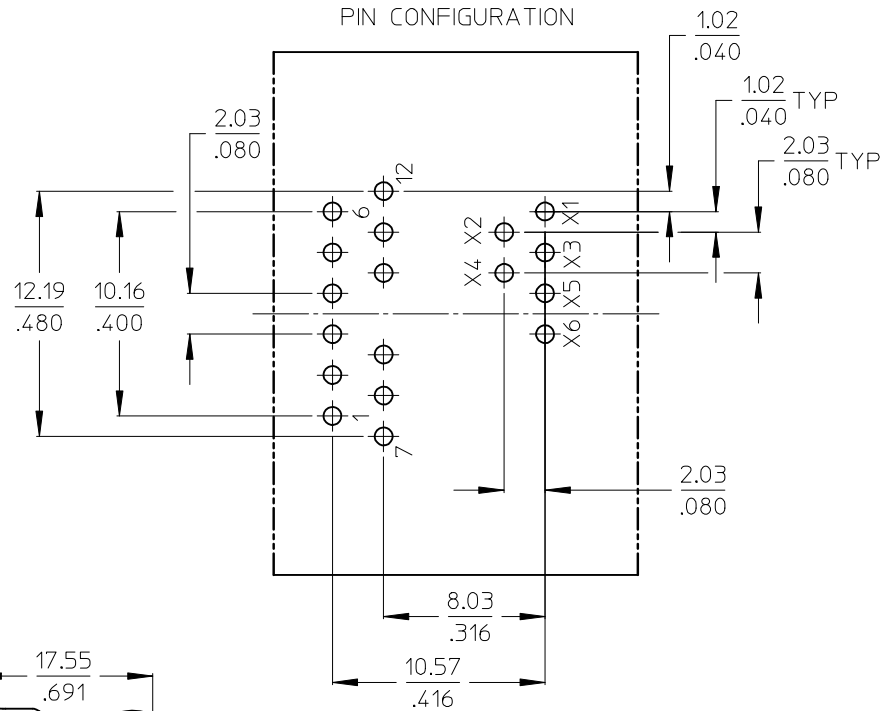 PIN CONFIGURATION
1.02
.040
1.02
.040
TYP
2.03
.080
TYP
2.03
.080
12
6
X2
X1
X4
X3
X5
X6
12.19
.480
10.16
.400
1
7
2.03
.080
8.03
.316
10.57
.416
17.55
.691